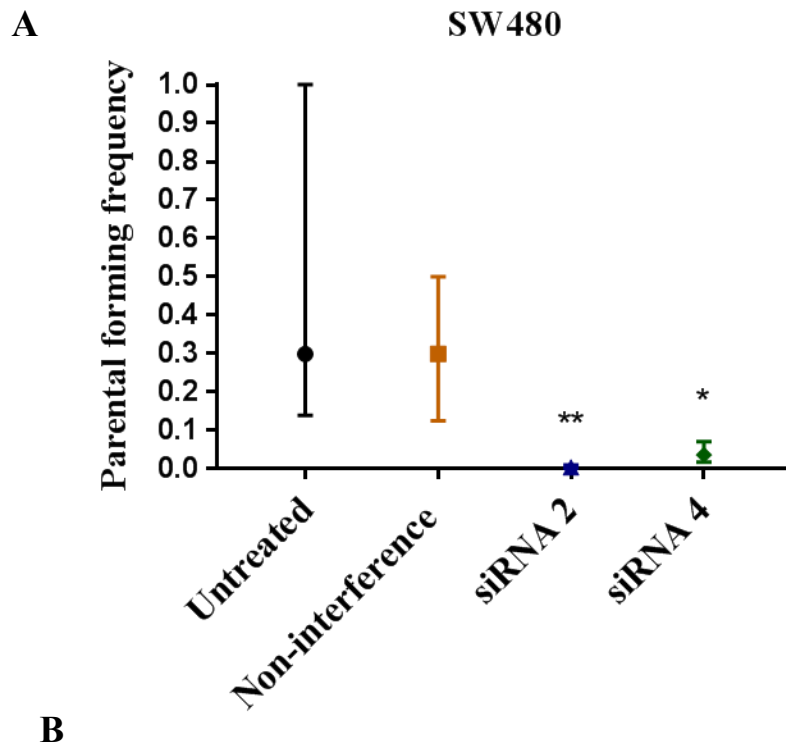 A
SW480
Parental forming frequency
1.0
0.9
0.8
0.7
0.6
0.5
0.4
0.3
0.2
0.1
0.0
**
*
Untreated
Non-interference
siRNA 2
siRNA 4
B